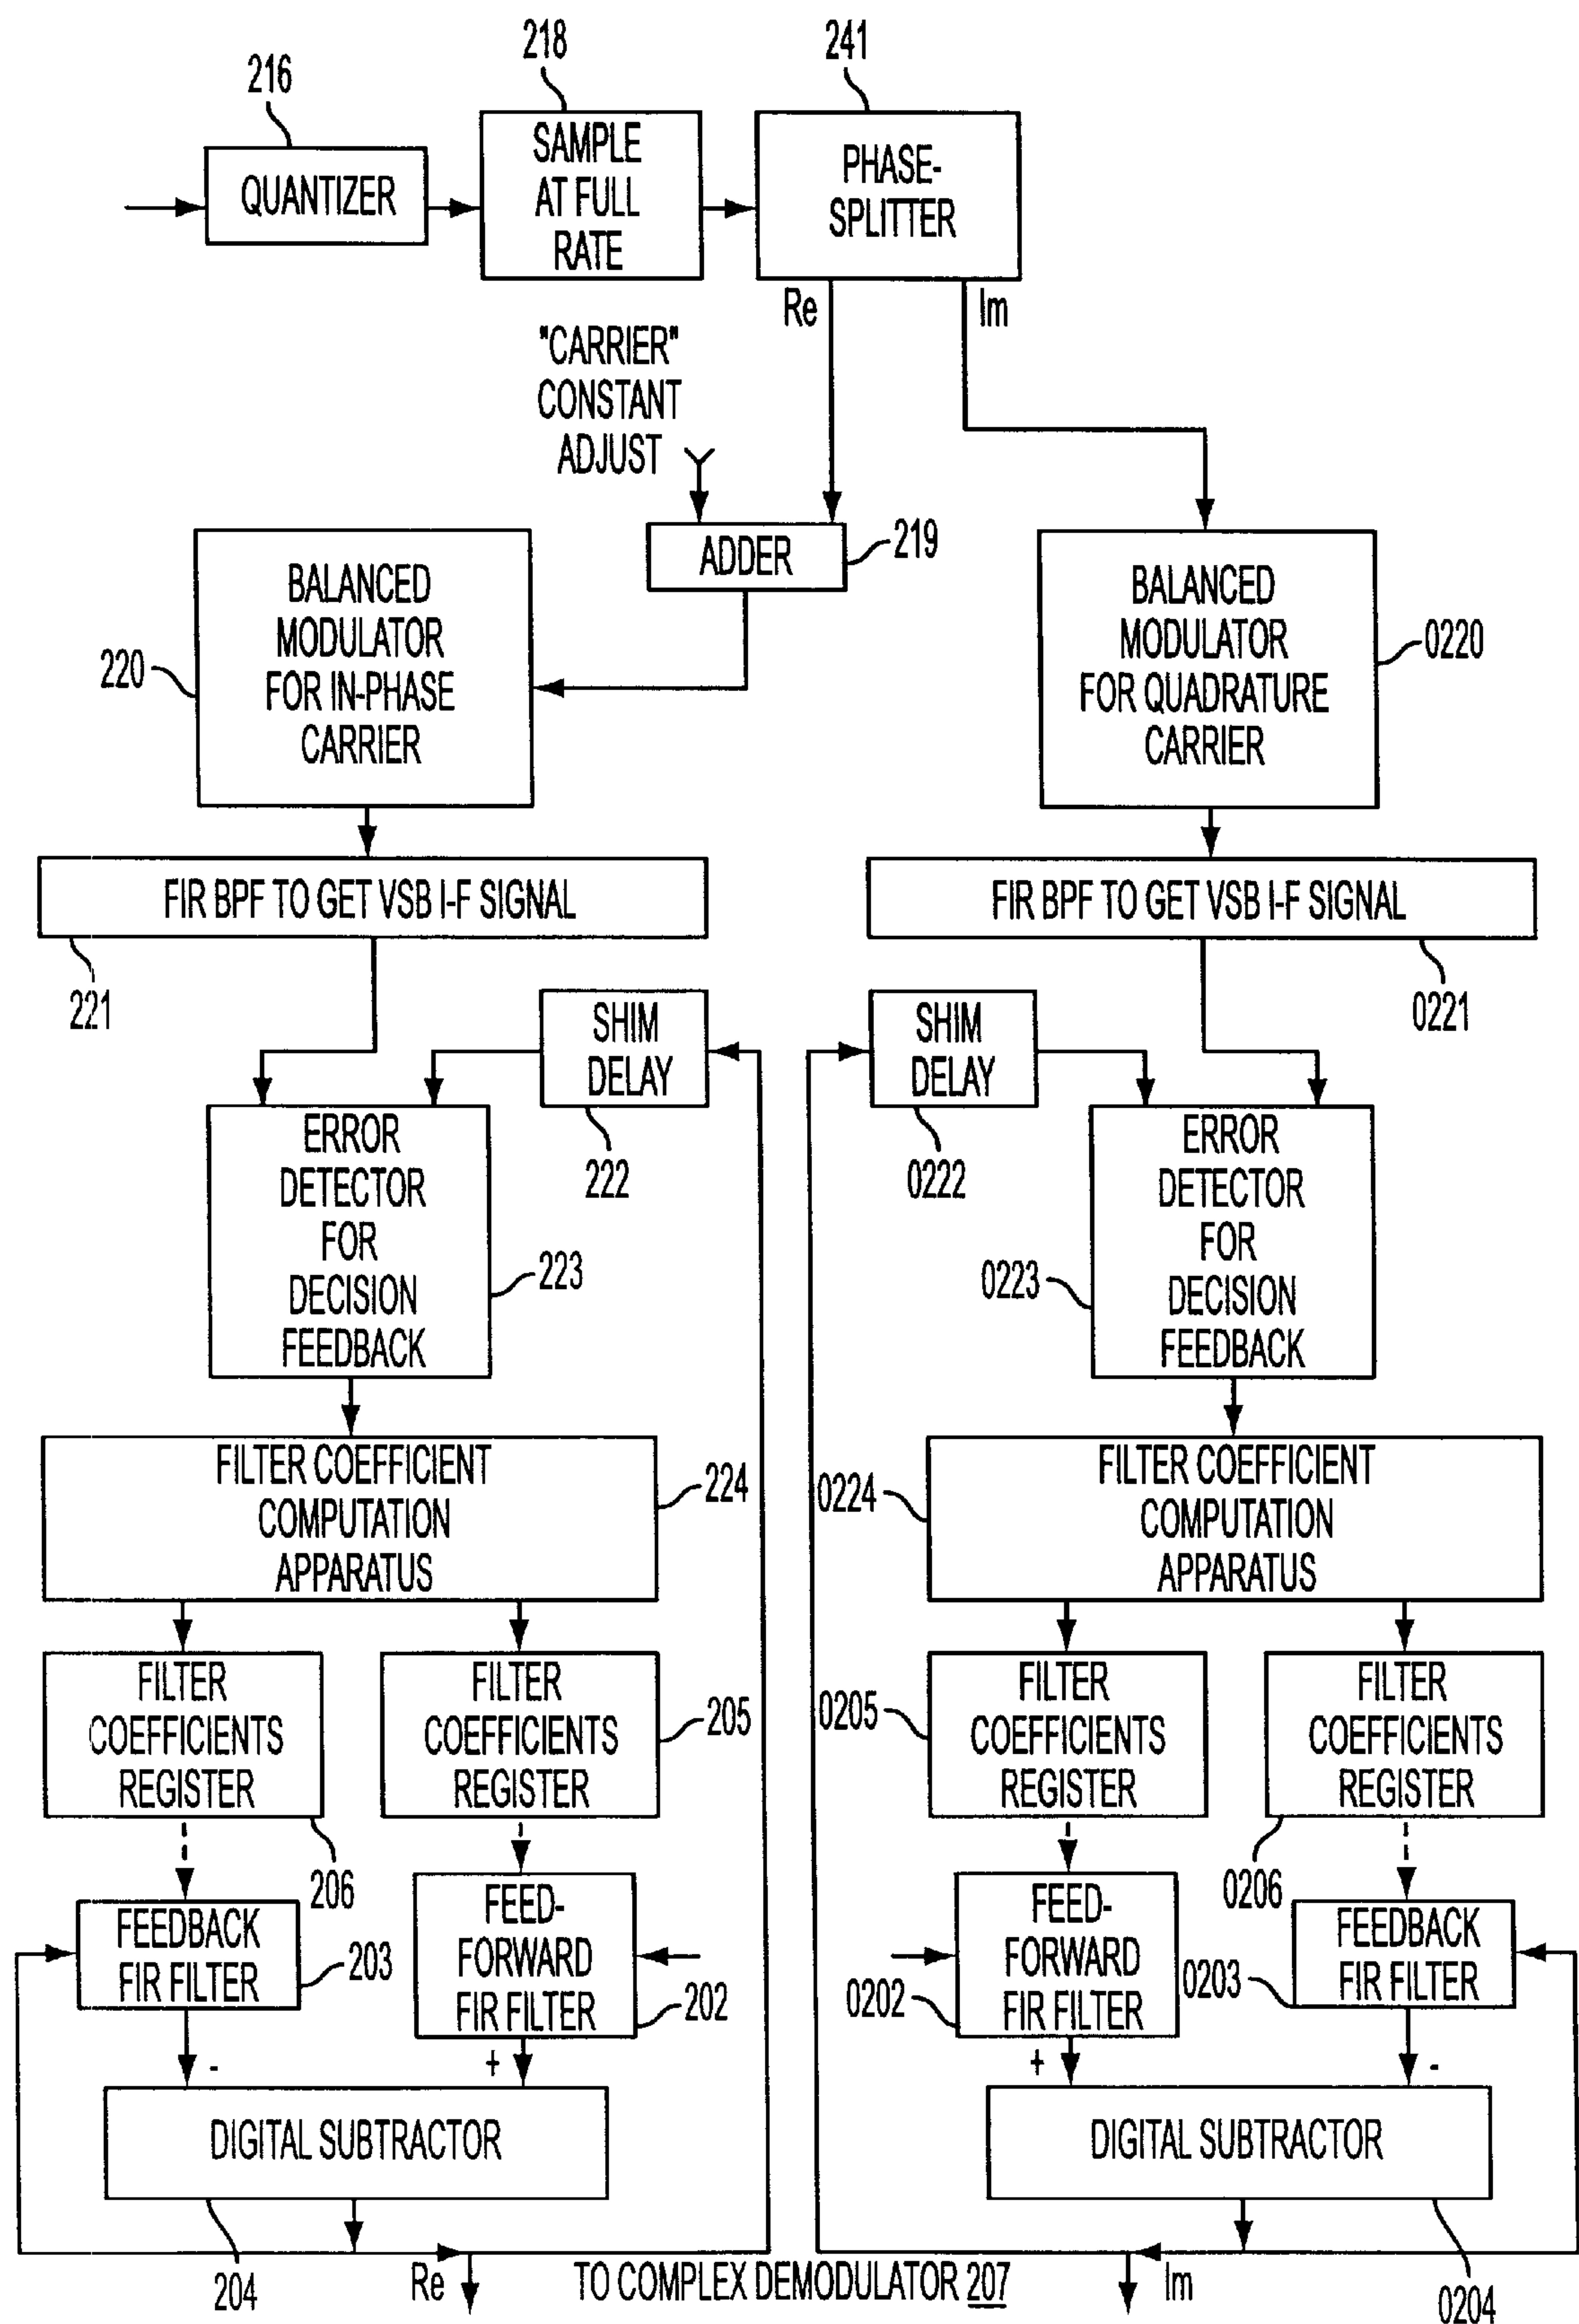 218
241
216
QUANTIZER
SAMPLE
AT FULL
RATE
PHASE-
SPLITTER
Re
Im
"CARRIER"
CONSTANT
ADJUST
ADDER
219
BALANCED
MODULATOR
FOR IN-PHASE
CARRIER
220
BALANCED
MODULATOR
FOR QUADRATURE
CARRIER
0220
FIR BPF TO GET VSB I-F SIGNAL
221
FIR BPF TO GET VSB I-F SIGNAL
0221
SHIM
DELAY
222
SHIM
DELAY
0222
ERROR
DETECTOR
FOR
DECISION
FEEDBACK
223
ERROR
DETECTOR
FOR
DECISION
FEEDBACK
0223
FILTER COEFFICIENT
COMPUTATION
APPARATUS
224
FILTER COEFFICIENT
COMPUTATION
APPARATUS
0224
FILTER
COEFFICIENTS
REGISTER
206
FILTER
COEFFICIENTS
REGISTER
205
FILTER
COEFFICIENTS
REGISTER
0205
FILTER
COEFFICIENTS
REGISTER
0206
FEEDBACK
FIR FILTER
203
FEED-
FORWARD
FIR FILTER
202
FEED-
FORWARD
FIR FILTER
0202
FEEDBACK
FIR FILTER
0203
-
+
+
-
DIGITAL SUBTRACTOR
204
DIGITAL SUBTRACTOR
0204
Re
TO COMPLEX DEMODULATOR 207
Im